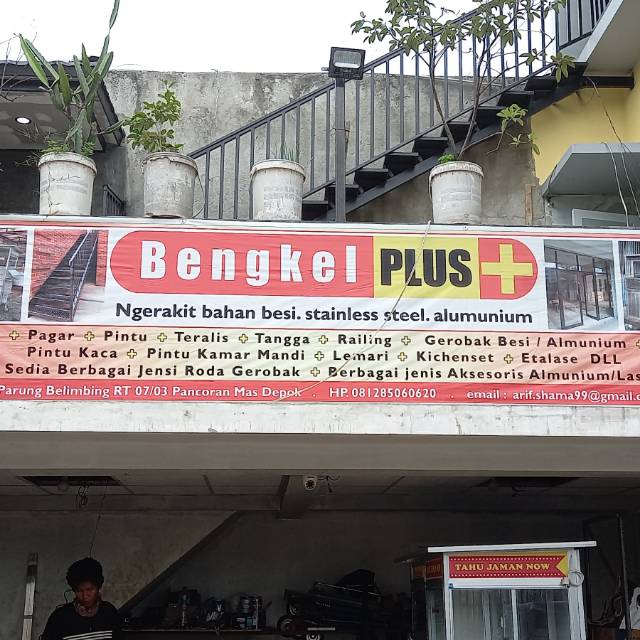 Bengkel PLUS+
Ngerakit bahan besi. stainless steel. alumunium
+ Pagar + Pintu + Teralis + Tangga + Railing + Gerobak Besi / Almunium +
Pintu Kaca + Pintu Kamar Mandi + Lemari + Kichenset + Etalase DLL
Sedia Berbagai Jensi Roda Gerobak + Berbagai jenis Aksesoris Almunium/Las
Parung Belimbing RT 07/03 Pancoran Mas Depok . HP 081285060620 . email : arif.shama99@gmail.c
TAHU JAMAN NOW